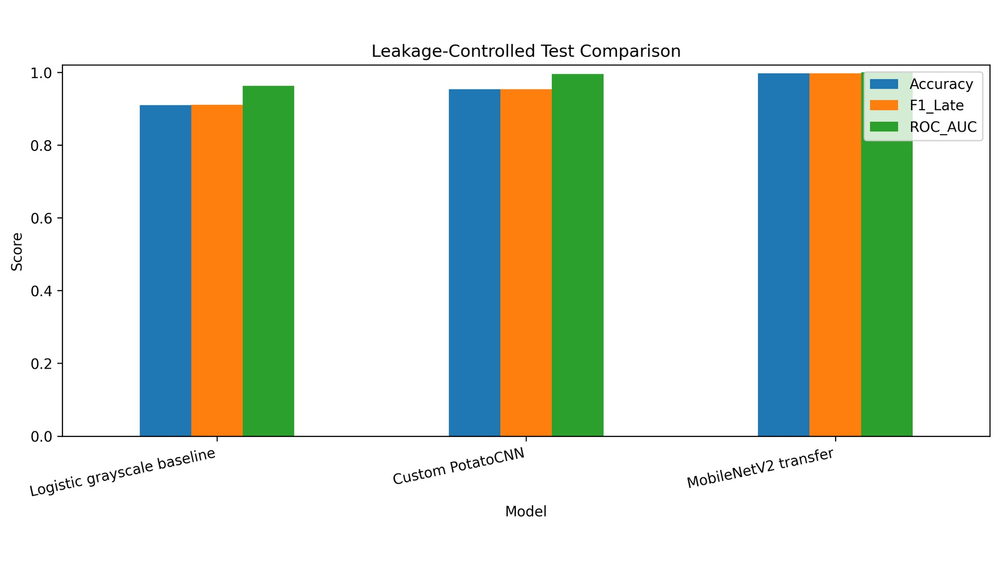 Leakage-Controlled Test Comparison
1.0
0.8
0.6
0.4
0.2
0.0
Score
Accuracy
F1_Late
ROC_AUC
Logistic grayscale baseline
Custom PotatoCNN
MobileNetV2 transfer
Model